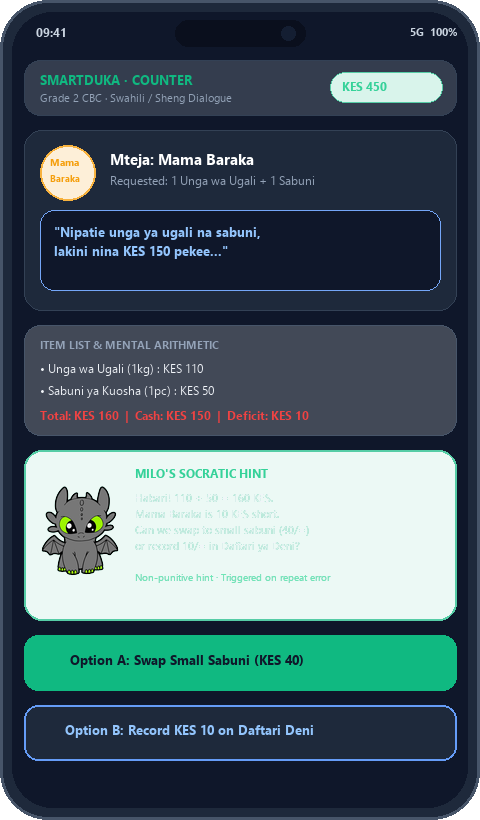 09:41
5G 100%
SMARTDUKA · COUNTER
Grade 2 CBC · Swahili / Sheng Dialogue
KES 450
Mama
Baraka
Mteja: Mama Baraka
Requested: 1 Unga wa Ugali + 1 Sabuni
"Nipatie unga ya ugali na sabuni,
lakini nina KES 150 pekee..."
ITEM LIST & MENTAL ARITHMETIC
• Unga wa Ugali (1kg) : KES 110
• Sabuni ya Kuosha (1pc) : KES 50
Total: KES 160 | Cash: KES 150 | Deficit: KES 10
MILO'S SOCRATIC HINT
Habari! 110 + 50 = 160 KES.
Mama Baraka is 10 KES short.
Can we swap to small sabuni (40/-)
or record 10/- in Daftari ya Deni?
Non-punitive hint · Triggered on repeat error
Option A: Swap Small Sabuni (KES 40)
Option B: Record KES 10 on Daftari Deni